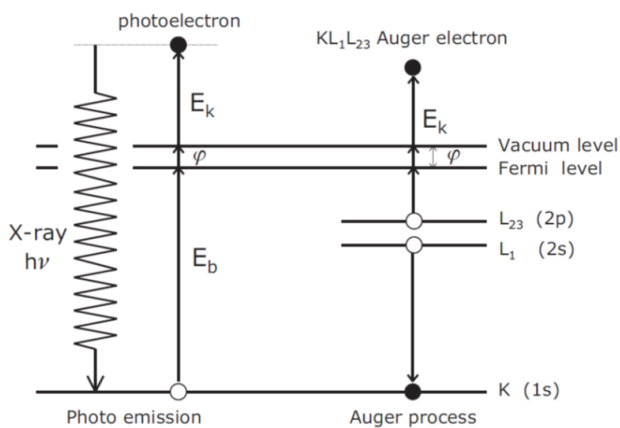 photoelectron
KL₁L₂₃ Auger electron
Eₖ
Eₖ
Vacuum level
φ
φ
Fermi level
L₂₃ (2p)
X-ray
hν
E_b
L₁ (2s)
K (1s)
Photo emission
Auger process